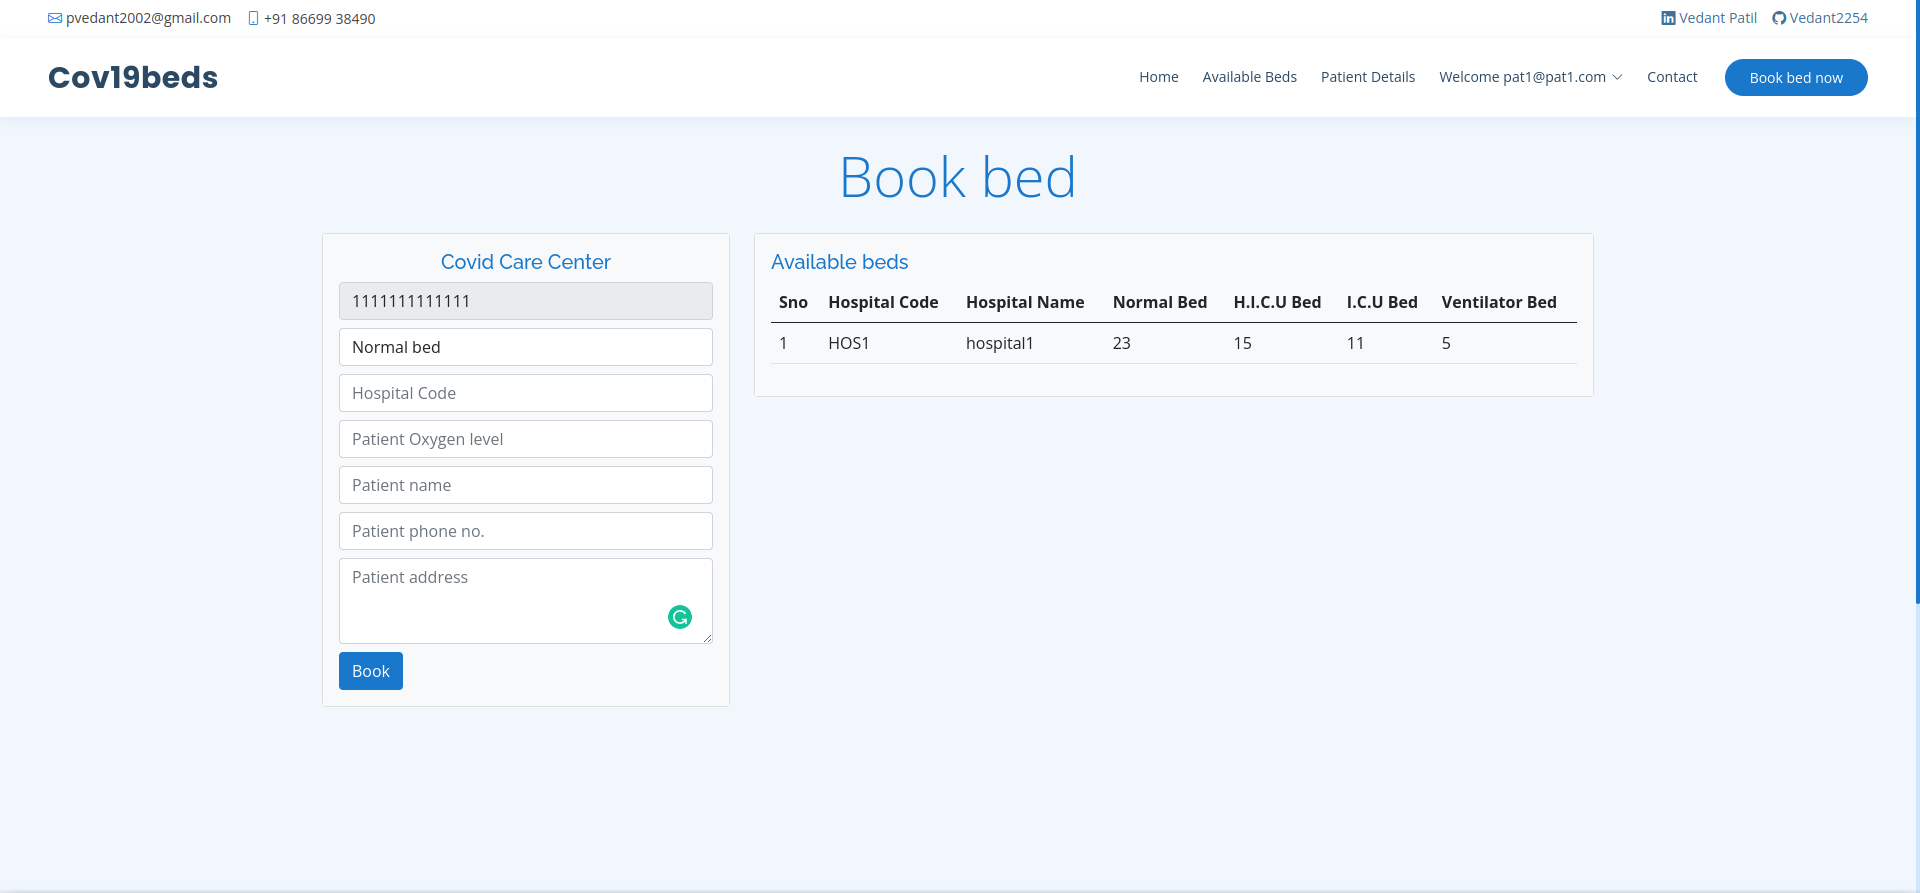 pvedant2002@gmail.com +91 86699 38490 Vedant Patil Vedant2254
Cov19beds Home Available Beds Patient Details Welcome pat1@pat1.com Contact Book bed now
Book bed
Covid Care Center
1111111111111
Normal bed
Hospital Code
Patient Oxygen level
Patient name
Patient phone no.
Patient address
Book
Available beds
Sno Hospital Code Hospital Name Normal Bed H.I.C.U Bed I.C.U Bed Ventilator Bed
1 HOS1 hospital1 23 15 11 5